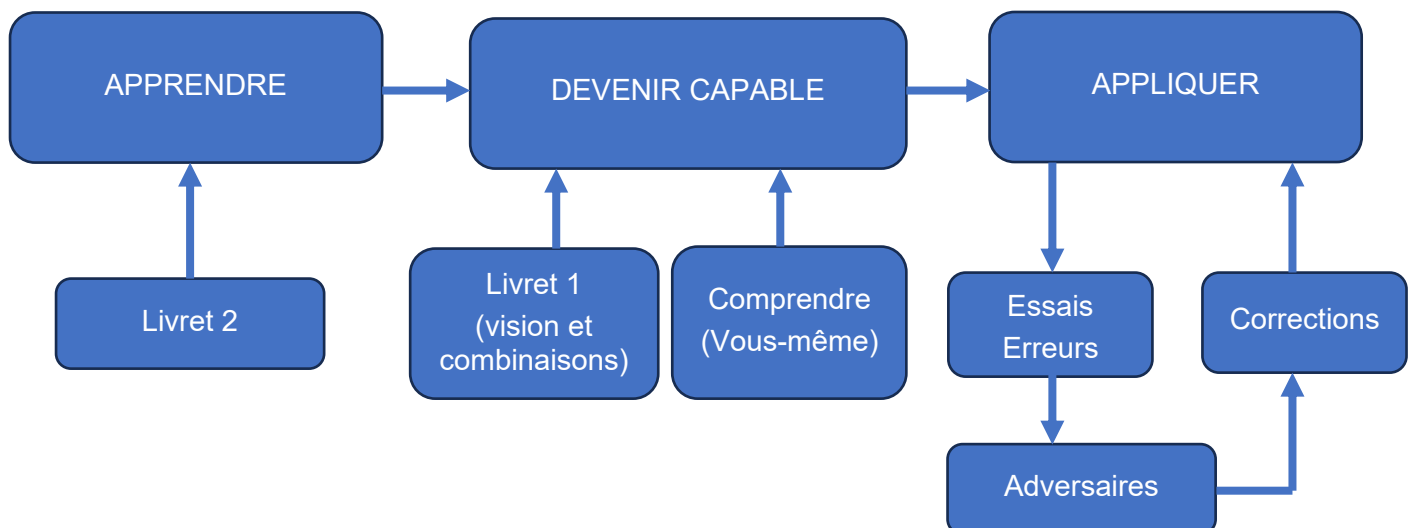 APPRENDRE
DEVENIR CAPABLE
APPLIQUER
Livret 2
Livret 1
(vision et
combinaisons)
Comprendre
(Vous-même)
Essais
Erreurs
Corrections
Adversaires